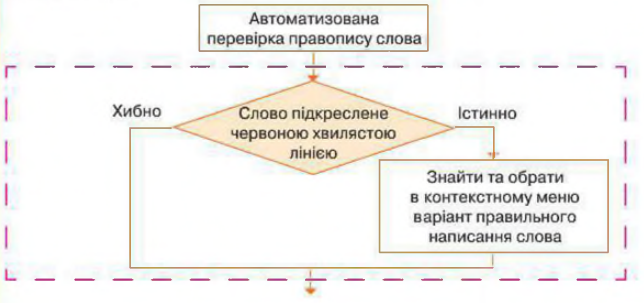 Автоматизована
перевірка правопису слова
Хибно
Слово підкреслене
червоною хвилястою
лінією
Істинно
Знайти та обрати
в контекстному меню
варіант правильного
написання слова